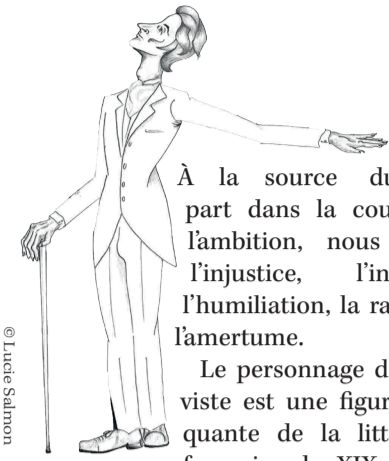 À la source du
part dans la cou
l'ambition, nous
l'injustice, l'in
l'humiliation, la ra
l'amertume.
Le personnage d
viste est une figur
quante de la litt
© Lucie Salmon